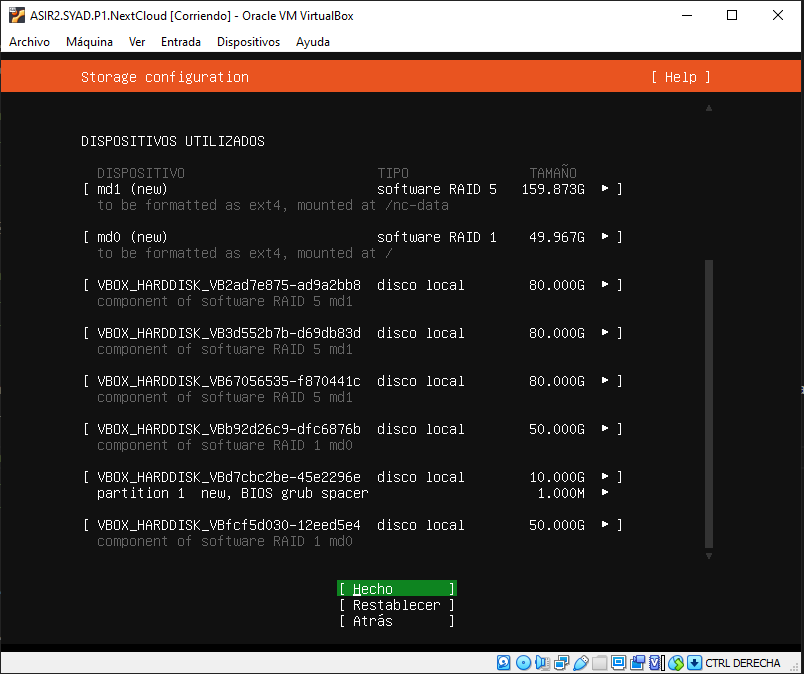 ASIR2.SYAD.P1.NextCloud [Corriendo] - Oracle VM VirtualBox
Archivo Máquina Ver Entrada Dispositivos Ayuda
Storage configuration [ Help ]
DISPOSITIVOS UTILIZADOS
DISPOSITIVO TIPO TAMAÑO
[ md1 (new) software RAID 5 159.873G ▸ ]
to be formatted as ext4, mounted at /nc-data
[ md0 (new) software RAID 1 49.967G ▸ ]
to be formatted as ext4, mounted at /
[ VBOX_HARDDISK_VB2ad7e875-ad9a2bb8 disco local 80.000G ▸ ]
component of software RAID 5 md1
[ VBOX_HARDDISK_VB3d552b7b-d69db83d disco local 80.000G ▸ ]
component of software RAID 5 md1
[ VBOX_HARDDISK_VB67056535-f870441c disco local 80.000G ▸ ]
component of software RAID 5 md1
[ VBOX_HARDDISK_VBb92d26c9-dfc6876b disco local 50.000G ▸ ]
component of software RAID 1 md0
[ VBOX_HARDDISK_VBd7cbc2be-45e2296e disco local 10.000G ▸ ]
partition 1 new, BIOS grub spacer 1.000M ▸
[ VBOX_HARDDISK_VBfcf5d030-12eed5e4 disco local 50.000G ▸ ]
component of software RAID 1 md0
[ Hecho ]
[ Restablecer ]
[ Atrás ]
CTRL DERECHA